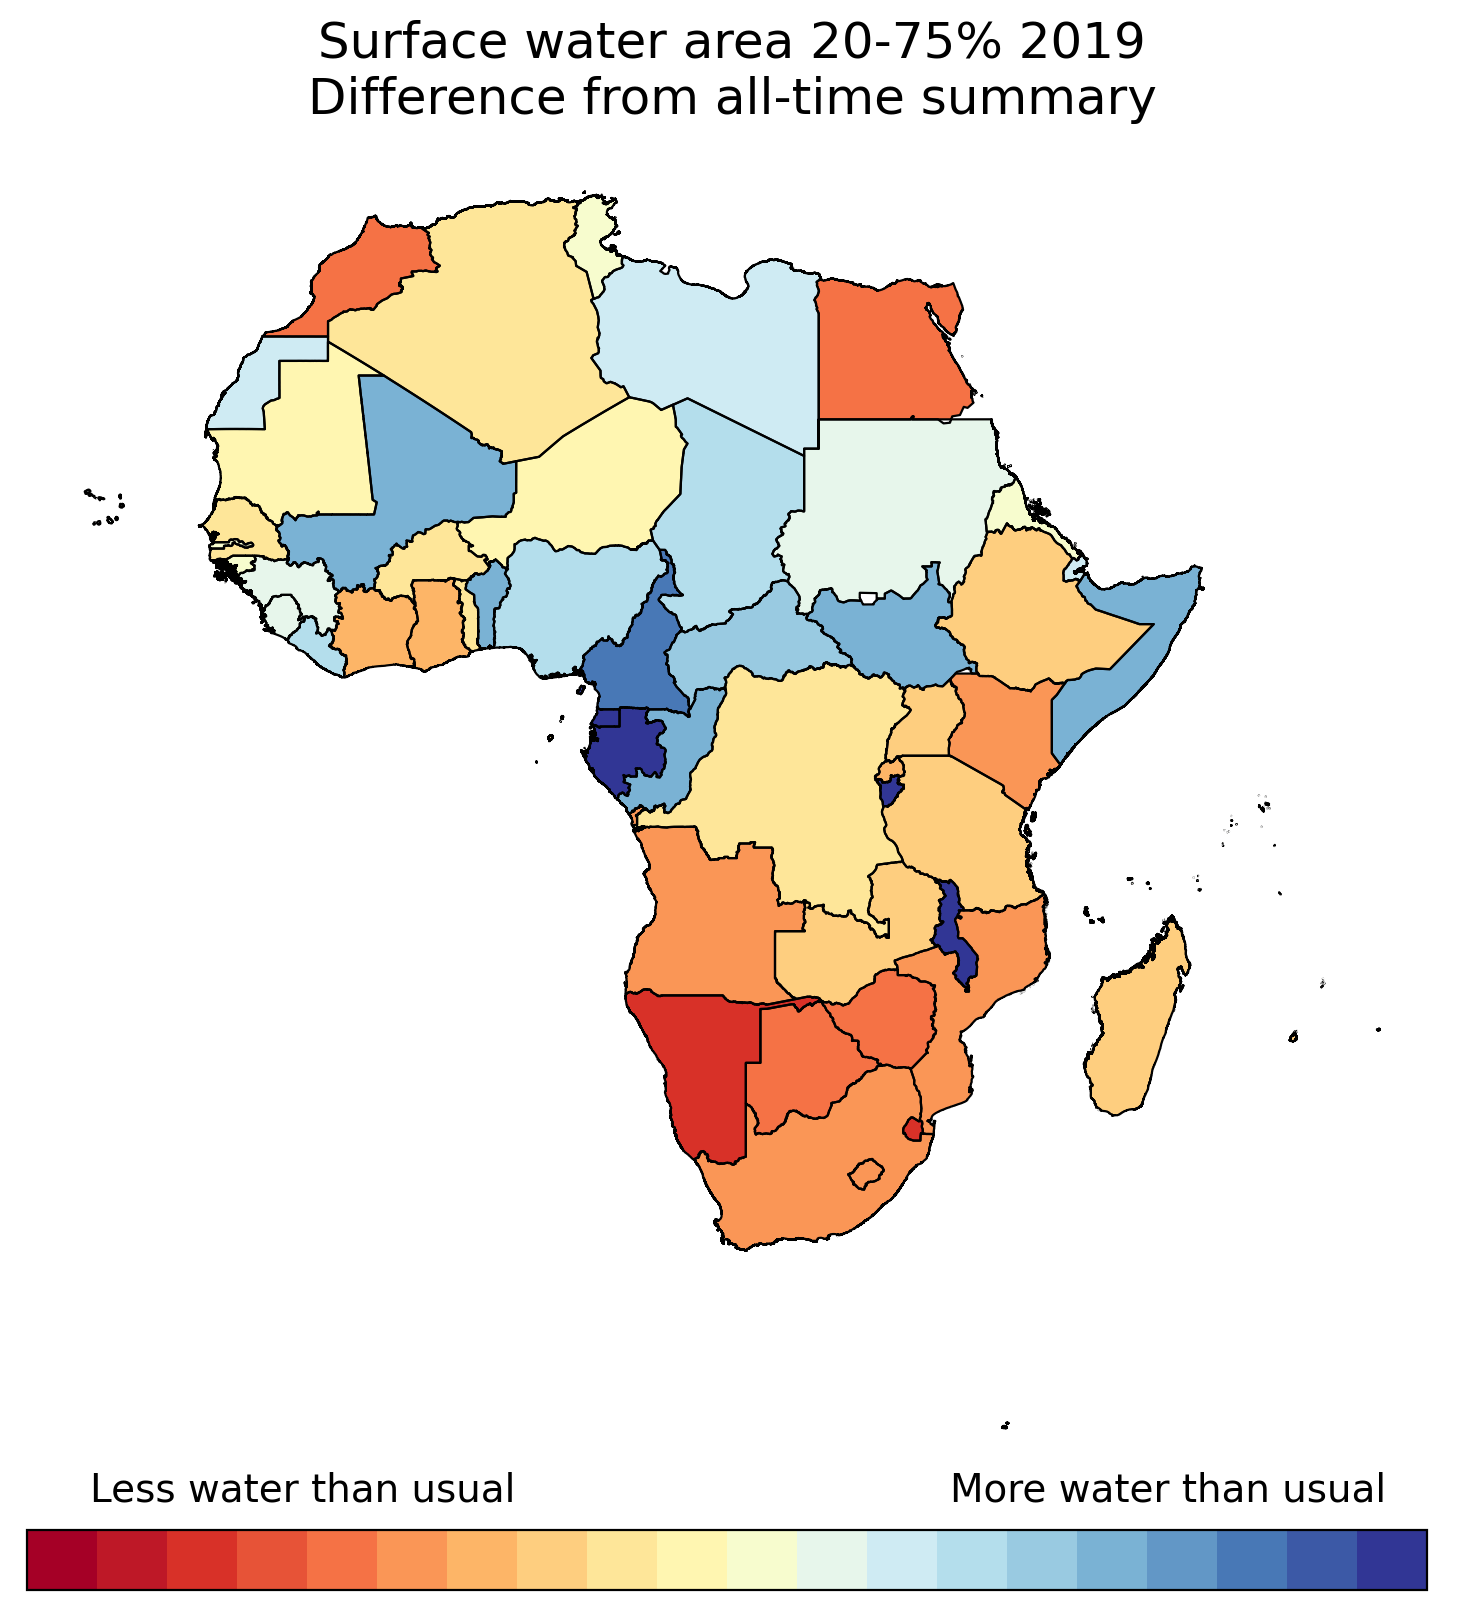 Surface water area 20-75% 2019
Difference from all-time summary
Less water than usual
More water than usual